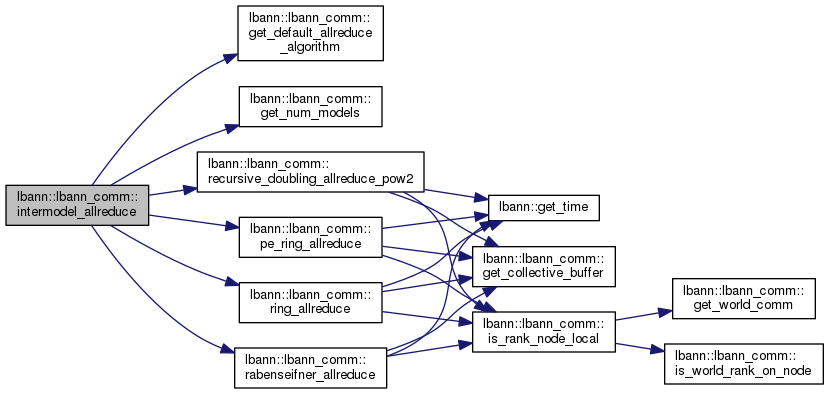 lbann::lbann_comm::
intermodel_allreduce
lbann::lbann_comm::
get_default_allreduce
_algorithm
lbann::lbann_comm::
get_num_models
lbann::lbann_comm::
recursive_doubling_allreduce_pow2
lbann::lbann_comm::
pe_ring_allreduce
lbann::lbann_comm::
ring_allreduce
lbann::lbann_comm::
rabenseifner_allreduce
lbann::get_time
lbann::lbann_comm::
get_collective_buffer
lbann::lbann_comm::
is_rank_node_local
lbann::lbann_comm::
get_world_comm
lbann::lbann_comm::
is_world_rank_on_node